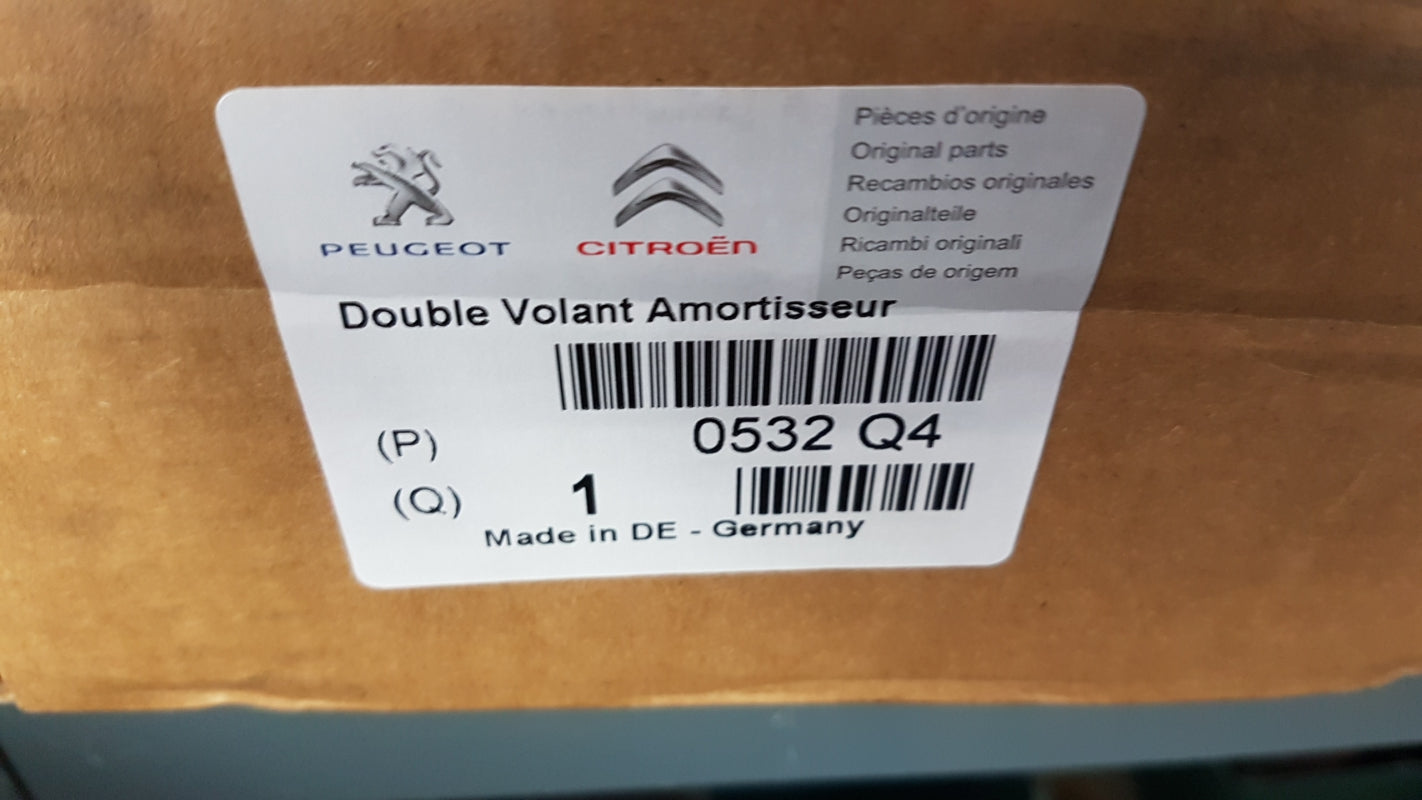 PEUGEOT
CITROËN
Pièces d'origine
Original parts
Recambios originales
Originalteile
Ricambi originali
Peças de origem
Double Volant Amortisseur
(P) 0532 Q4
(Q) 1
Made in DE - Germany